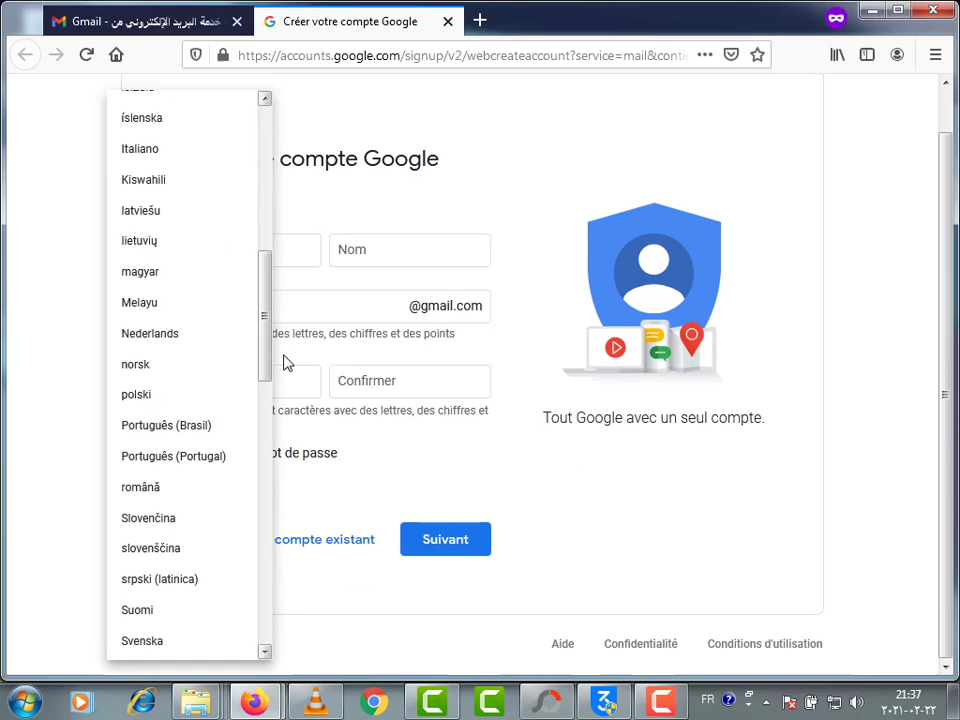 Gmail - خدمة البريد الإلكتروني من
Créer votre compte Google
https://accounts.google.com/signup/v2/webcreateaccount?service=mail&conti
íslenska
Italiano
Kiswahili
latviešu
lietuvių
magyar
Melayu
Nederlands
norsk
polski
Português (Brasil)
Português (Portugal)
română
Slovenčina
slovenščina
srpski (latinica)
Suomi
Svenska
compte Google
Nom
@gmail.com
des lettres, des chiffres et des points
Confirmer
caractères avec des lettres, des chiffres et
de passe
compte existant
Suivant
Tout Google avec un seul compte.
Aide
Confidentialité
Conditions d'utilisation
FR
21:37
٢٠٢١-٠٢-٢٢